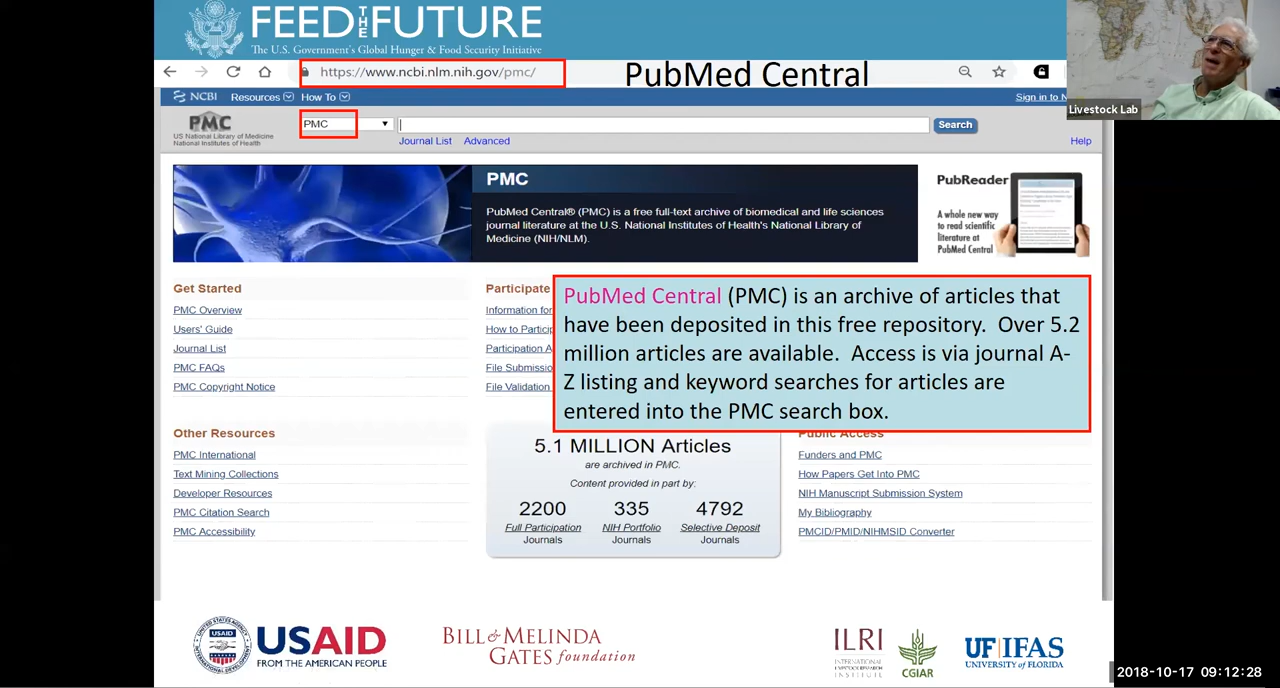 FEED THE FUTURE
The U.S. Government's Global Hunger & Food Security Initiative
https://www.ncbi.nlm.nih.gov/pmc/
PubMed Central
Livestock Lab
NCBI Resources How To
Sign in to N
PMC
US National Library of Medicine
National Institutes of Health
PMC
Search
Journal List Advanced
Help
PMC
PubMed Central® (PMC) is a free full-text archive of biomedical and life sciences
journal literature at the U.S. National Institutes of Health's National Library of
Medicine (NIH/NLM).
PubReader
A whole new way
to read scientific
literature at
PubMed Central
Get Started
PMC Overview
Users' Guide
Journal List
PMC FAQs
PMC Copyright Notice
Participate
Information for
How to Particip
Participation A
File Submissio
File Validation
PubMed Central (PMC) is an archive of articles that
have been deposited in this free repository. Over 5.2
million articles are available. Access is via journal A-
Z listing and keyword searches for articles are
entered into the PMC search box.
Other Resources
PMC International
Text Mining Collections
Developer Resources
PMC Citation Search
PMC Accessibility
5.1 MILLION Articles
are archived in PMC.
Content provided in part by:
2200 335 4792
Full Participation NIH Portfolio Selective Deposit
Journals Journals Journals
Public Access
Funders and PMC
How Papers Get Into PMC
NIH Manuscript Submission System
My Bibliography
PMCID/PMID/NIHMSID Converter
USAID
USAID
FROM THE AMERICAN PEOPLE
BILL & MELINDA
GATES foundation
ILRI
INTERNATIONAL
LIVESTOCK RESEARCH
INSTITUTE
CGIAR
UF IFAS
UNIVERSITY of FLORIDA
2018-10-17 09:12:28